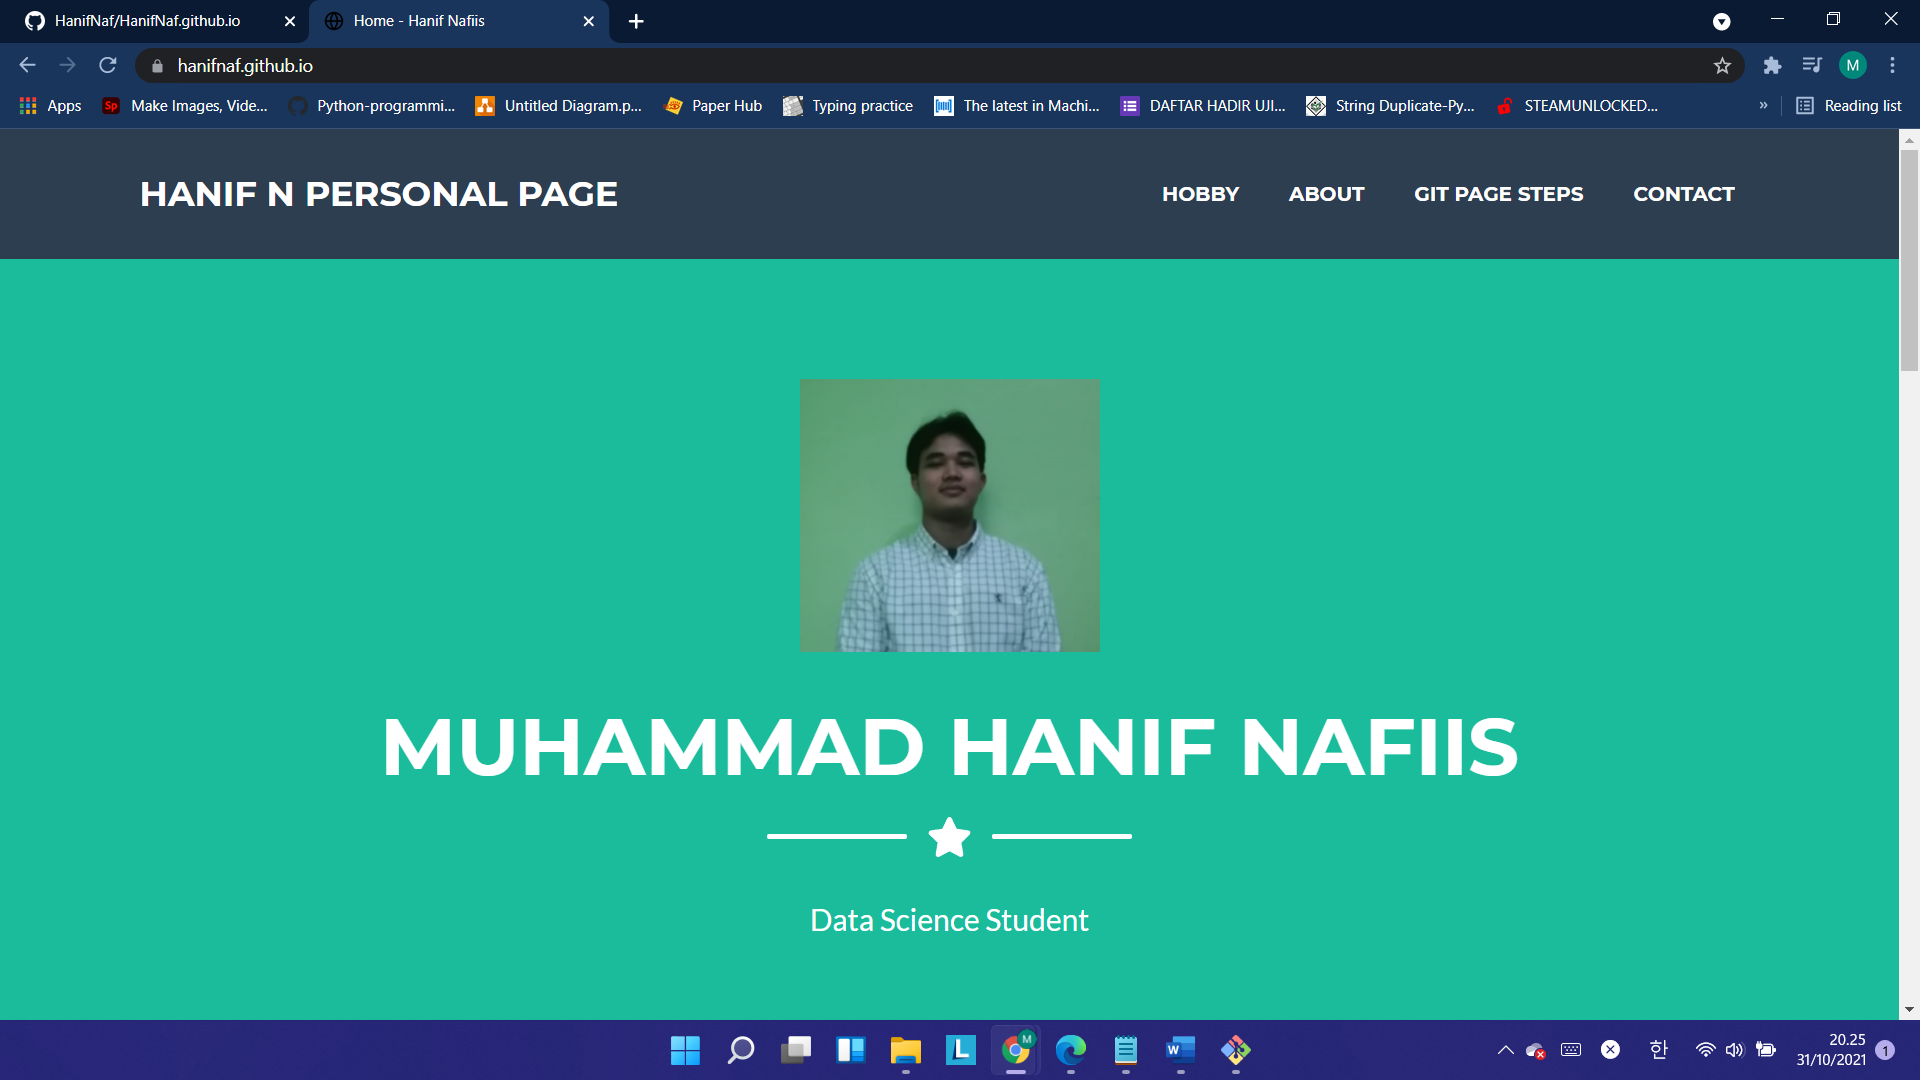 HanifNaf/HanifNaf.github.io
Home - Hanif Nafiis
hanifnaf.github.io
M
Apps
Sp
Make Images, Vide...
Python-programmi...
Untitled Diagram.p...
Paper Hub
Typing practice
The latest in Machi...
DAFTAR HADIR UJI...
String Duplicate-Py...
STEAMUNLOCKED...
»
Reading list
HANIF N PERSONAL PAGE
HOBBY
ABOUT
GIT PAGE STEPS
CONTACT
MUHAMMAD HANIF NAFIIS
Data Science Student
L
M
W
한
20.25
31/10/2021
1